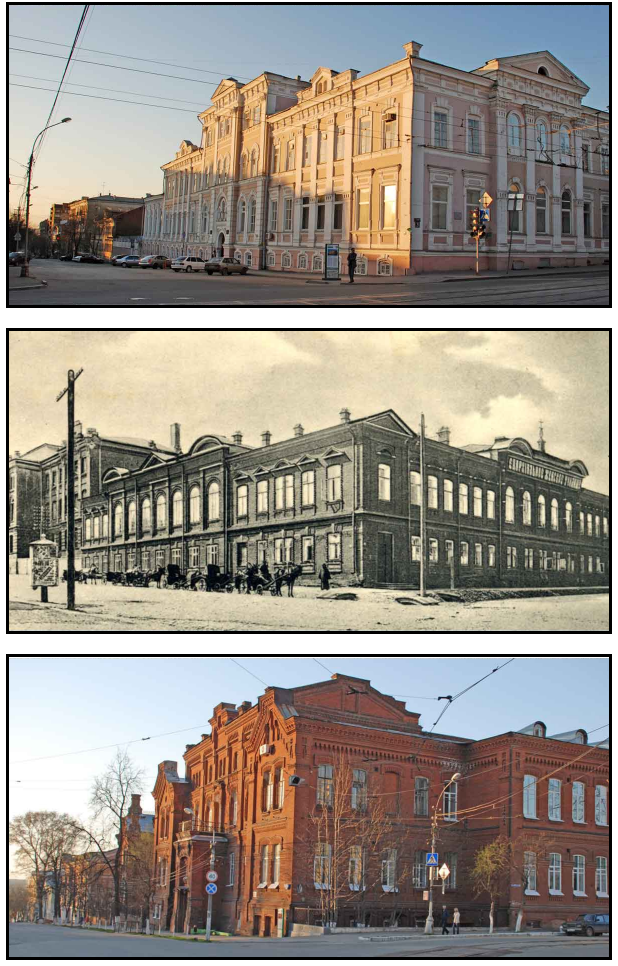 ЕПАРХІАЛЬНОЕ ЖЕНСКОЕ УЧИЛИЩЕ